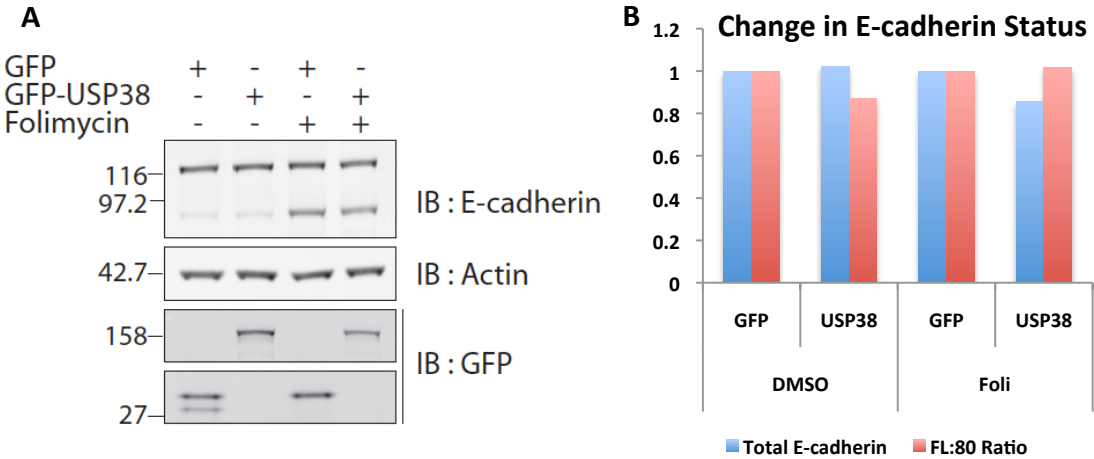 A
GFP + - + -
GFP-USP38 - + - +
Folimycin - - + +
116
97.2
IB : E-cadherin
42.7
IB : Actin
158
IB : GFP
27
B
Change in E-cadherin Status
1.2
1
0.8
0.6
0.4
0.2
0
GFP USP38 GFP USP38
DMSO Foli
Total E-cadherin FL:80 Ratio